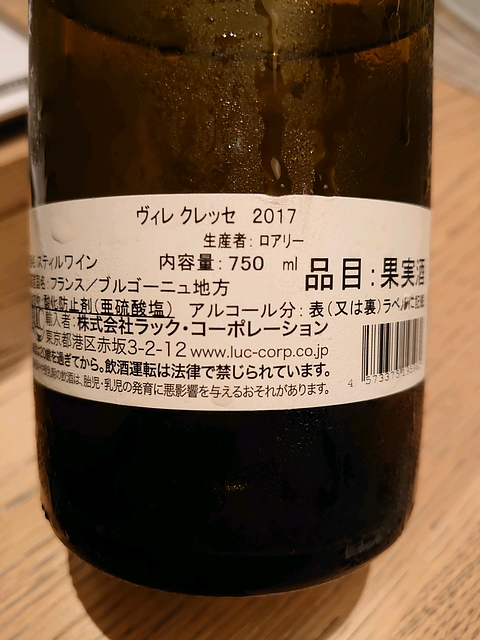 ヴィレ クレッセ 2017
生産者: ロアリー
スティルワイン 内容量:750 ml 品目:果実酒
フランス/ブルゴーニュ地方
酸化防止剤(亜硫酸塩) アルコール分:表(又は裏)ラベルに記載
輸入者:株式会社ラック・コーポレーション
東京都港区赤坂3-2-12 www.luc-corp.co.jp
20歳を過ぎてから。飲酒運転は法律で禁じられています。
飲酒は、胎児・乳児の発育に悪影響を与えるおそれがあります。